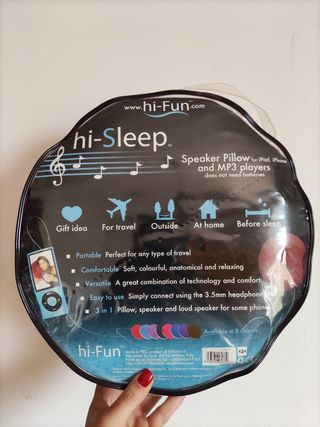 www.hi-Fun.com
hi-Sleep™
Speaker Pillow for iPod, iPhone
and MP3 players
does not need batteries
Gift idea
For travel
Outside
At home
Before sleep
Portable Perfect for any type of travel
Comfortable Soft, colourful, anatomical and relaxing
Versatile A great combination of technology and comfort
Easy to use Simply connect using the 3.5mm headphone
3 in 1 Pillow, speaker and loud speaker for some phones
Available in 8 colours
hi-Fun